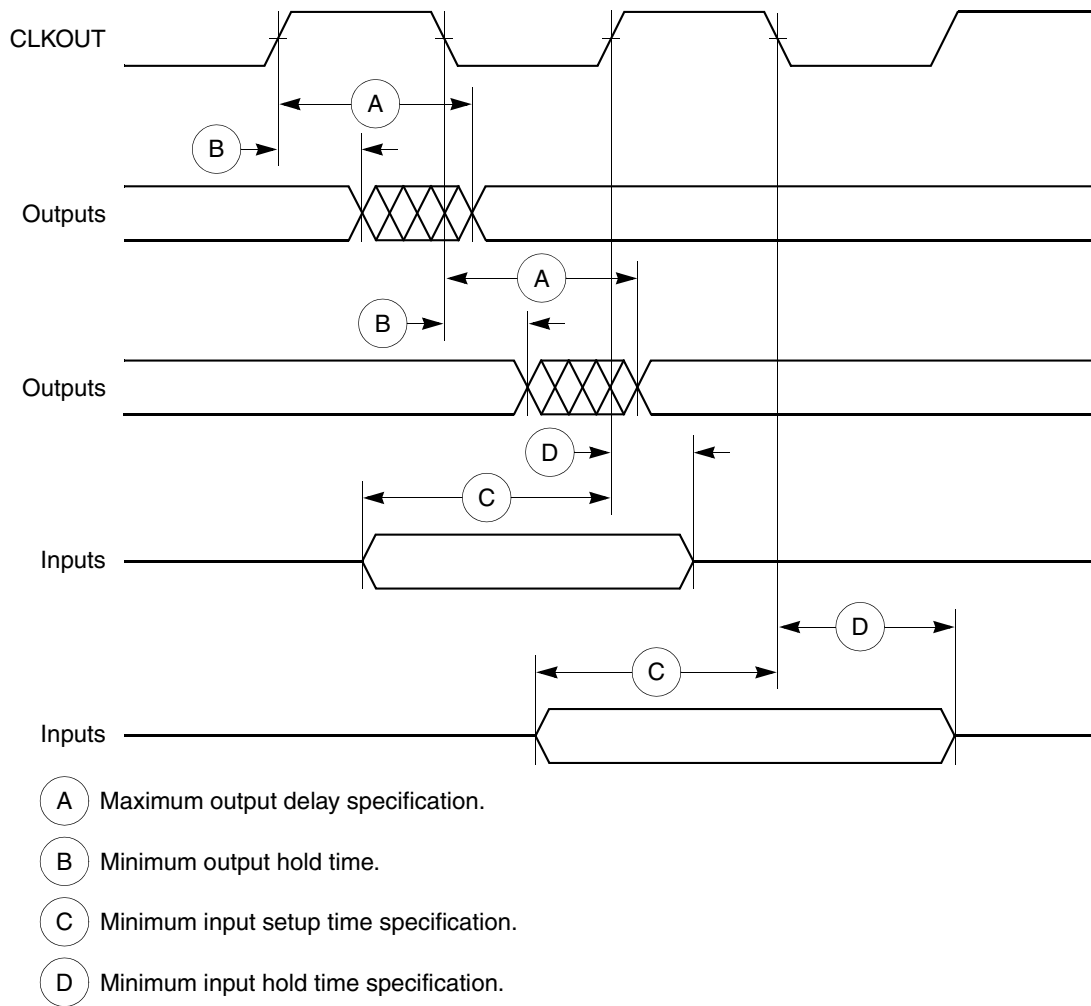 CLKOUT
A
B
Outputs
A
B
Outputs
D
C
Inputs
D
C
Inputs
A Maximum output delay specification.
B Minimum output hold time.
C Minimum input setup time specification.
D Minimum input hold time specification.